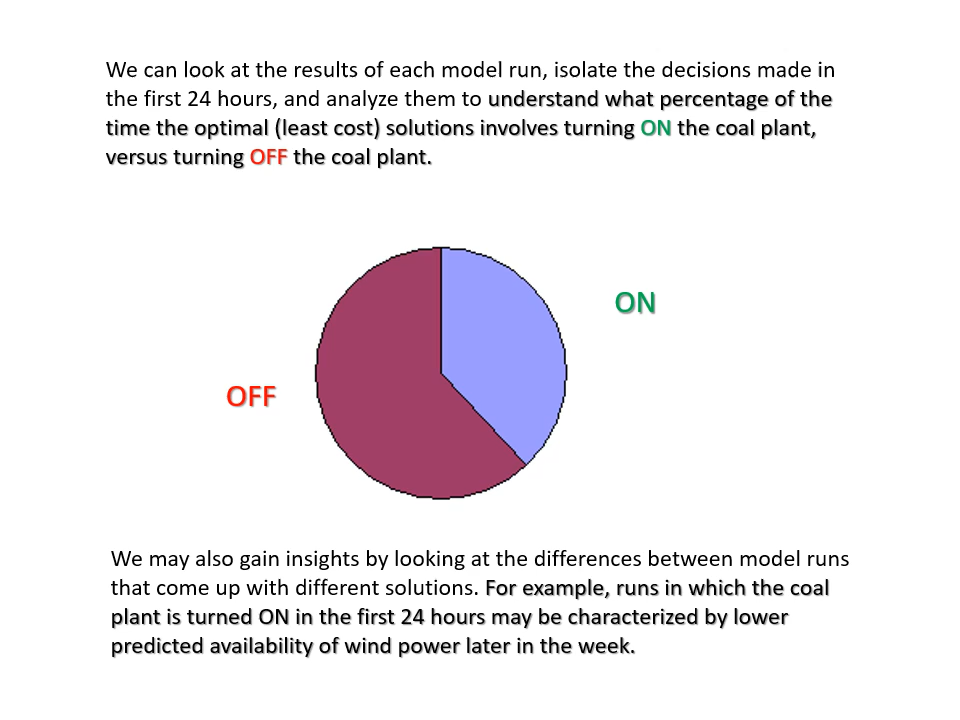 We can look at the results of each model run, isolate the decisions made in
the first 24 hours, and analyze them to understand what percentage of the
time the optimal (least cost) solutions involves turning ON the coal plant,
versus turning OFF the coal plant.
ON
OFF
We may also gain insights by looking at the differences between model runs
that come up with different solutions. For example, runs in which the coal
plant is turned ON in the first 24 hours may be characterized by lower
predicted availability of wind power later in the week.